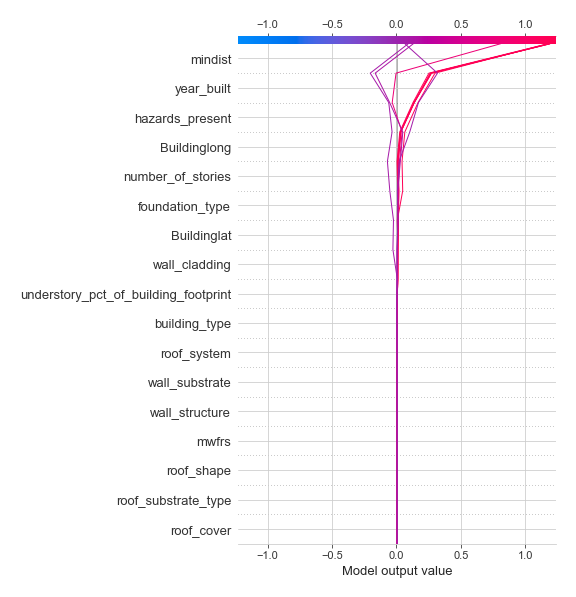 −1.0 −0.5 0.0 0.5 1.0
mindist
year_built
hazards_present
Buildinglong
number_of_stories
foundation_type
Buildinglat
wall_cladding
understory_pct_of_building_footprint
building_type
roof_system
wall_substrate
wall_structure
mwfrs
roof_shape
roof_substrate_type
roof_cover
−1.0 −0.5 0.0 0.5 1.0
Model output value